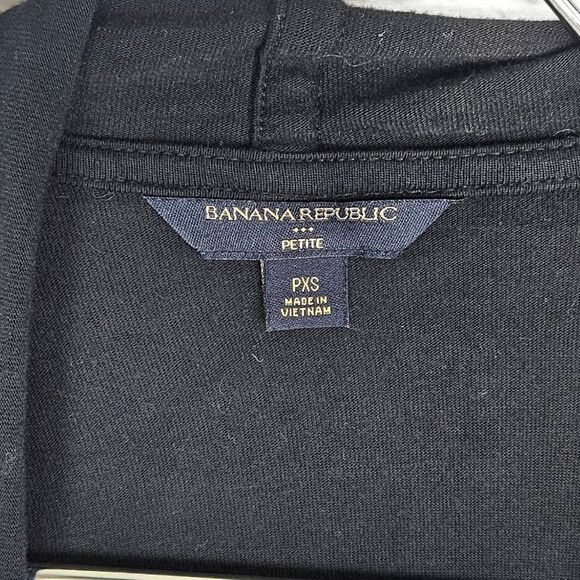 BANANA REPUBLIC
PETITE
PXS
MADE IN
VIETNAM